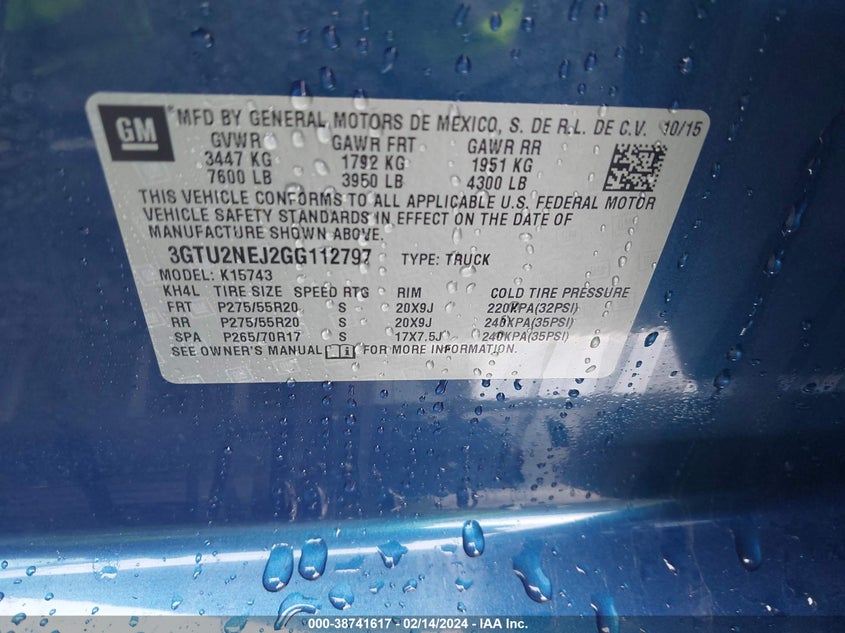 GM
MFD BY GENERAL MOTORS DE MEXICO, S. DE R.L. DE C.V. 10/15
GVWR GAWR FRT GAWR RR
3447 KG 1792 KG 1951 KG
7600 LB 3950 LB 4300 LB
THIS VEHICLE CONFORMS TO ALL APPLICABLE U.S. FEDERAL MOTOR
VEHICLE SAFETY STANDARDS IN EFFECT ON THE DATE OF
MANUFACTURE SHOWN ABOVE.
3GTU2NEJ2GG112797 TYPE: TRUCK
MODEL: K15743
KH4L TIRE SIZE SPEED RTG RIM COLD TIRE PRESSURE
FRT P275/55R20 S 20X9J 220KPA(32PSI)
RR P275/55R20 S 20X9J 240KPA(35PSI)
SPA P265/70R17 S 17X7.5J 240KPA(35PSI)
SEE OWNER'S MANUAL FOR MORE INFORMATION.
000-38741617 - 02/14/2024 - IAA Inc.